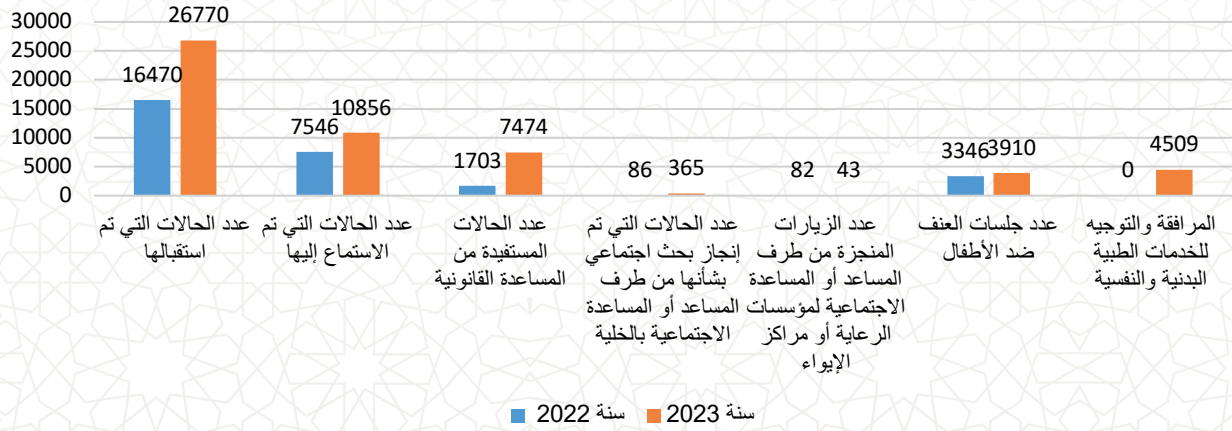 30000
25000
20000
15000
10000
5000
0
16470
26770
7546
10856
1703
7474
86
365
82
43
3346
3910
0
4509
عدد الحالات التي تم
استقبالها
عدد الحالات التي تم
الاستماع إليها
عدد الحالات
المستفيدة من
المساعدة القانونية
عدد الحالات التي تم
إنجاز بحث اجتماعي
بشأنها من طرف
المساعد أو المساعدة
الاجتماعية بالخلية
عدد الزيارات
المنجزة من طرف
المساعد أو المساعدة
الاجتماعية لمؤسسات
الرعاية أو مراكز
الإيواء
عدد جلسات العنف
ضد الأطفال
المرافقة والتوجيه
للخدمات الطبية
البدنية والنفسية
سنة 2022
سنة 2023